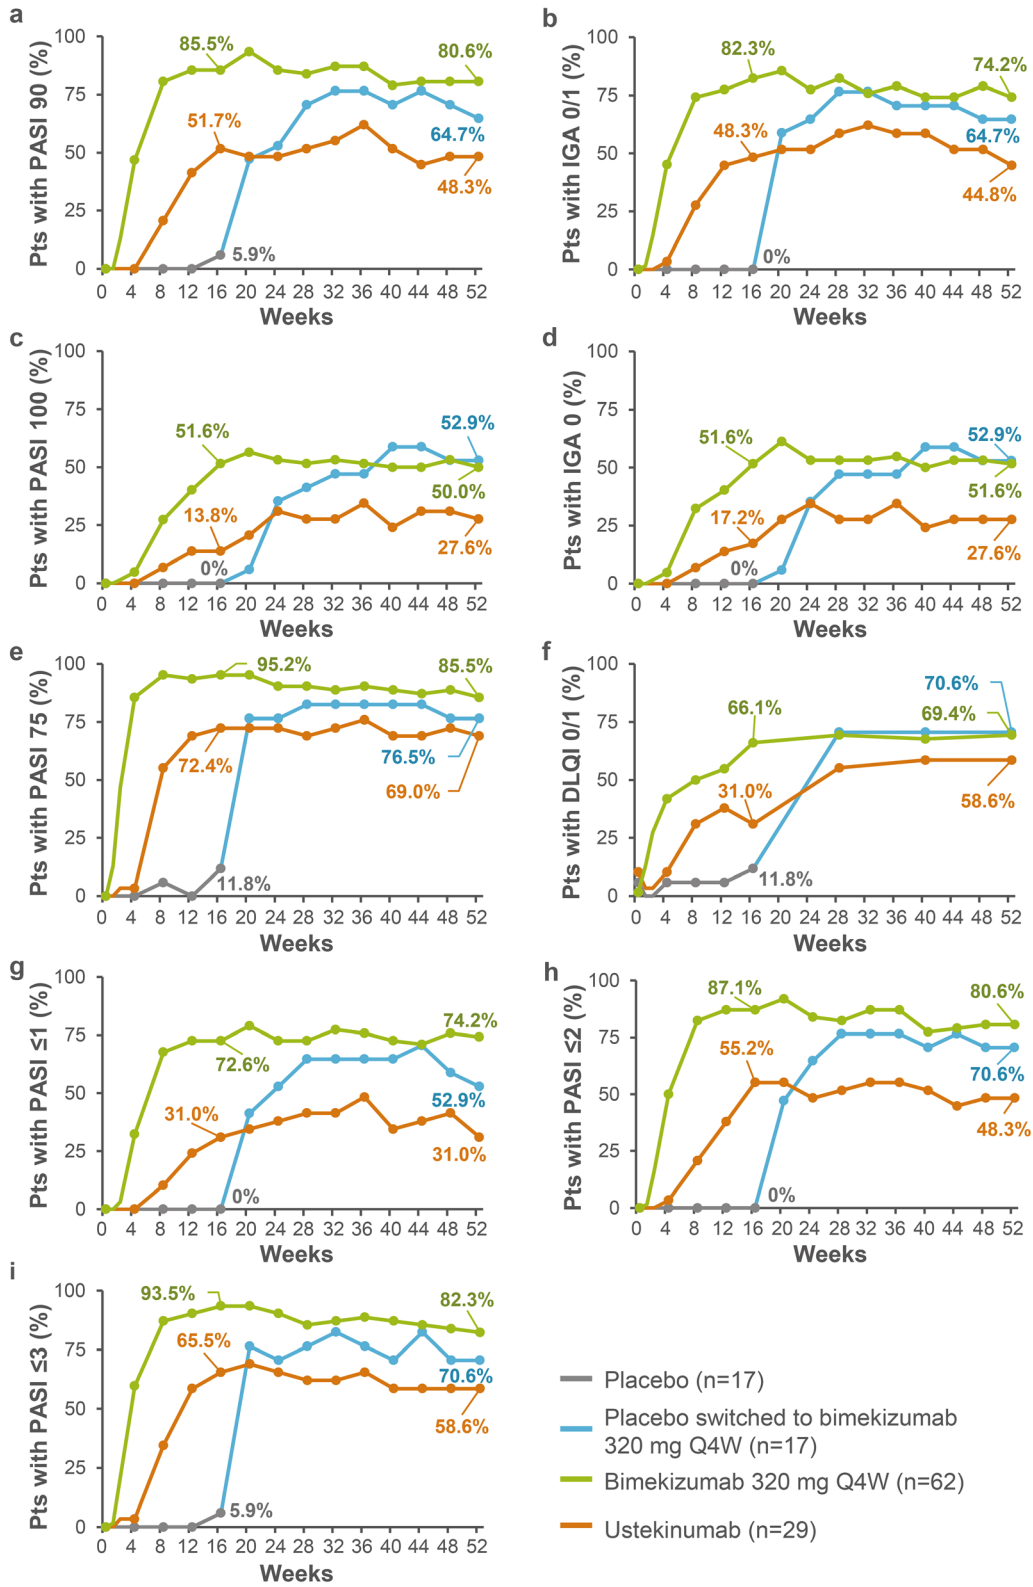 a
Pts with PASI 90 (%)
100
75
50
25
0
85.5%
80.6%
51.7%
64.7%
48.3%
5.9%
0 4 8 12 16 20 24 28 32 36 40 44 48 52
Weeks
b
Pts with IGA 0/1 (%)
100
75
50
25
0
82.3%
74.2%
48.3%
64.7%
44.8%
0%
0 4 8 12 16 20 24 28 32 36 40 44 48 52
Weeks
c
Pts with PASI 100 (%)
100
75
50
25
0
51.6%
52.9%
50.0%
13.8%
27.6%
0%
0 4 8 12 16 20 24 28 32 36 40 44 48 52
Weeks
d
Pts with IGA 0 (%)
100
75
50
25
0
51.6%
52.9%
51.6%
17.2%
27.6%
0%
0 4 8 12 16 20 24 28 32 36 40 44 48 52
Weeks
e
Pts with PASI 75 (%)
100
75
50
25
0
95.2%
85.5%
72.4%
76.5%
69.0%
11.8%
0 4 8 12 16 20 24 28 32 36 40 44 48 52
Weeks
f
Pts with DLQI 0/1 (%)
100
75
50
25
0
70.6%
66.1%
69.4%
31.0%
58.6%
11.8%
0 4 8 12 16 20 24 28 32 36 40 44 48 52
Weeks
g
Pts with PASI ≤1 (%)
100
75
50
25
0
74.2%
72.6%
52.9%
31.0%
31.0%
0%
0 4 8 12 16 20 24 28 32 36 40 44 48 52
Weeks
h
Pts with PASI ≤2 (%)
100
75
50
25
0
87.1%
80.6%
55.2%
70.6%
48.3%
0%
0 4 8 12 16 20 24 28 32 36 40 44 48 52
Weeks
i
Pts with PASI ≤3 (%)
100
75
50
25
0
93.5%
82.3%
65.5%
70.6%
58.6%
5.9%
0 4 8 12 16 20 24 28 32 36 40 44 48 52
Weeks
Placebo (n=17)
Placebo switched to bimekizumab
320 mg Q4W (n=17)
Bimekizumab 320 mg Q4W (n=62)
Ustekinumab (n=29)